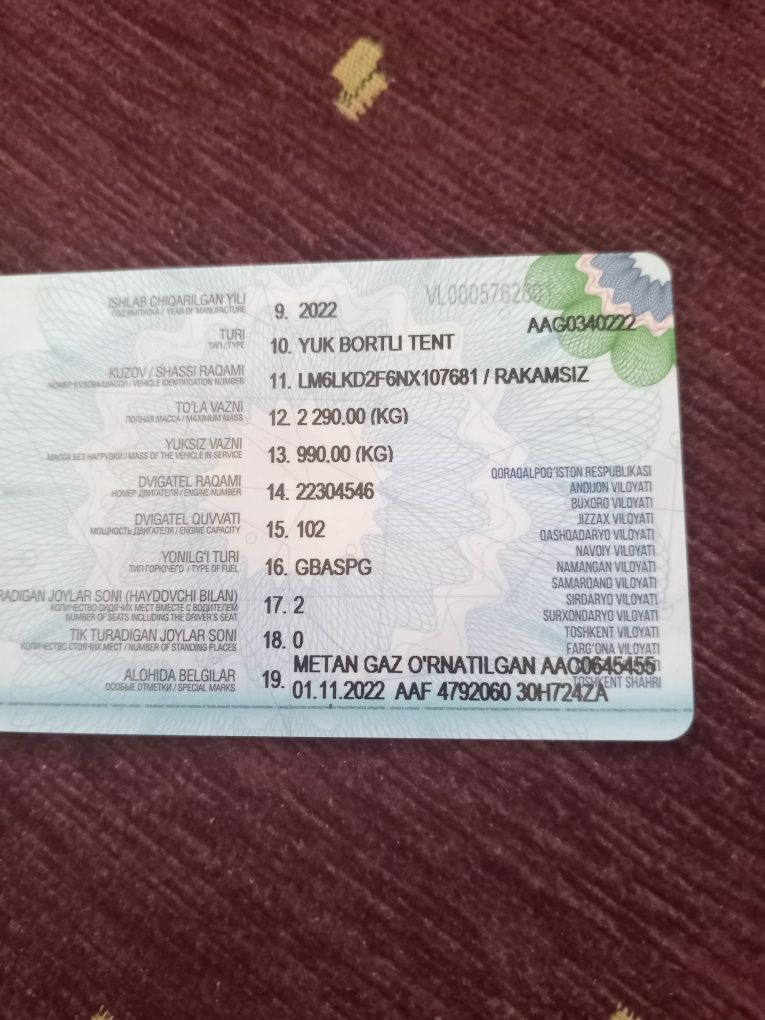 VL0005762601
AAG0340222
ISHLAB CHIQARILGAN YILI
ГОД ВЫПУСКА / YEAR OF MANUFACTURE
9. 2022
TURI
ТИП / TYPE
10. YUK BORTLI TENT
KUZOV / SHASSI RAQAMI
НОМЕР КУЗОВА/ШАССИ / VEHICLE IDENTIFICATION NUMBER
11. LM6LKD2F6NX107681 / RAKAMSIZ
TO'LA VAZNI
ПОЛНАЯ МАССА / MAXIMUM MASS
12. 2 290.00 (KG)
YUKSIZ VAZNI
МАССА БЕЗ НАГРУЗКИ / MASS OF THE VEHICLE IN SERVICE
13. 990.00 (KG)
DVIGATEL RAQAMI
НОМЕР ДВИГАТЕЛЯ / ENGINE NUMBER
14. 22304546
DVIGATEL QUVVATI
МОЩНОСТЬ ДВИГАТЕЛЯ / ENGINE CAPACITY
15. 102
YONILG'I TURI
ТИП ГОРЮЧЕГО / TYPE OF FUEL
16. GBASPG
RADIGAN JOYLAR SONI (HAYDOVCHI BILAN)
КОЛИЧЕСТВО СИДЯЧИХ МЕСТ ВМЕСТЕ С ВОДИТЕЛЕМ
NUMBER OF SEATS INCLUDING THE DRIVER'S SEAT
17. 2
TIK TURADIGAN JOYLAR SONI
КОЛИЧЕСТВО СТОЯЧИХ МЕСТ / NUMBER OF STANDING PLACES
18. 0
ALOHIDA BELGILAR
ОСОБЫЕ ОТМЕТКИ / SPECIAL MARKS
19. METAN GAZ O'RNATILGAN AAC0645455
01.11.2022 AAF 4792060 30H724ZA
QORAQALPOG'ISTON RESPUBLIKASI
ANDIJON VILOYATI
BUXORO VILOYATI
JIZZAX VILOYATI
QASHQADARYO VILOYATI
NAVOIY VILOYATI
NAMANGAN VILOYATI
SAMARQAND VILOYATI
SIRDARYO VILOYATI
SURXONDARYO VILOYATI
TOSHKENT VILOYATI
FARG'ONA VILOYATI
TOSHKENT SHAHRI